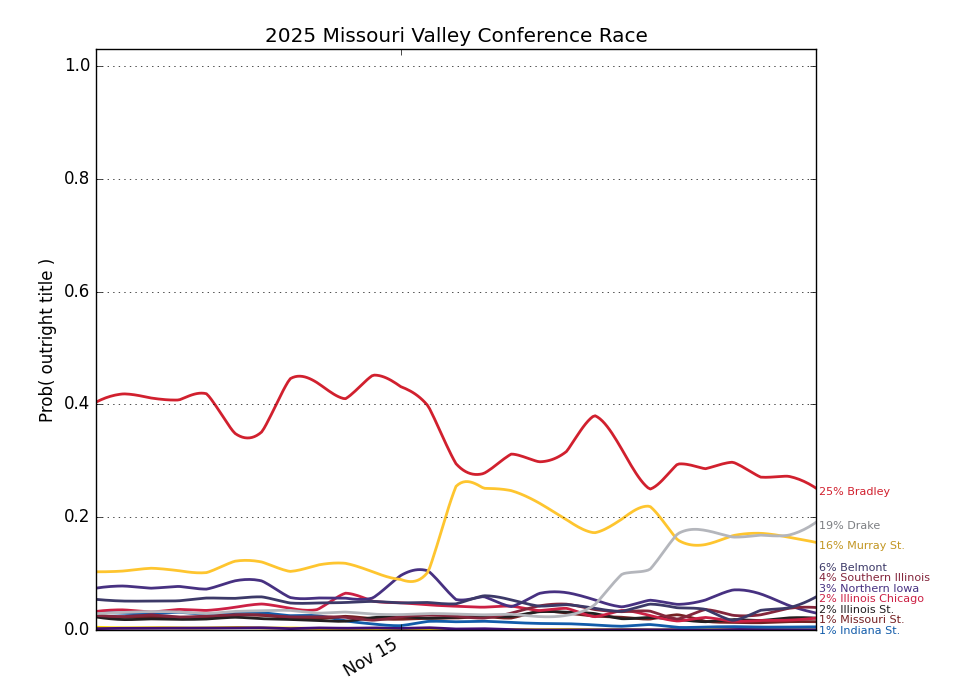 2025 Missouri Valley Conference Race
1.0
0.8
0.6
0.4
0.2
0.0
Prob( outright title )
Nov 15
25% Bradley
19% Drake
16% Murray St.
6% Belmont
4% Southern Illinois
3% Northern Iowa
2% Illinois Chicago
2% Illinois St.
1% Missouri St.
1% Indiana St.